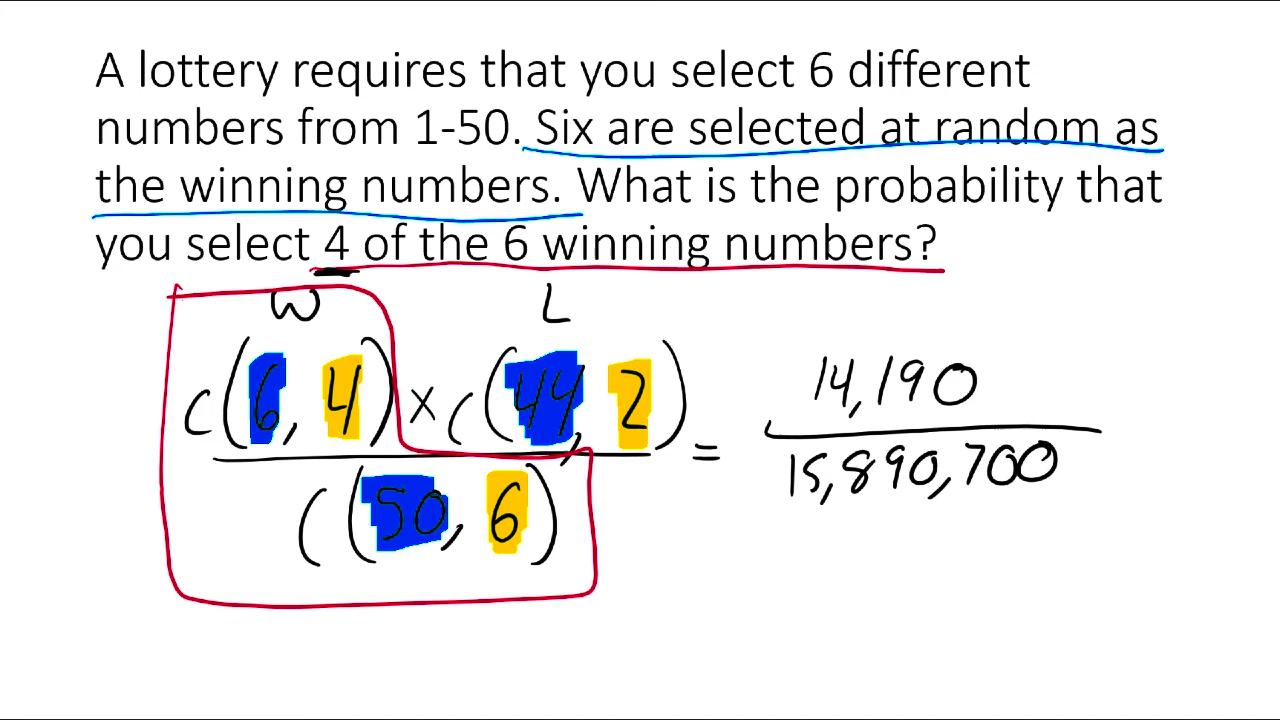 A lottery requires that you select 6 different
numbers from 1-50. Six are selected at random as
the winning numbers. What is the probability that
you select 4 of the 6 winning numbers?
W L
C(6, 4) × C(44, 2)
= 14,190
C(50, 6)
15,890,700